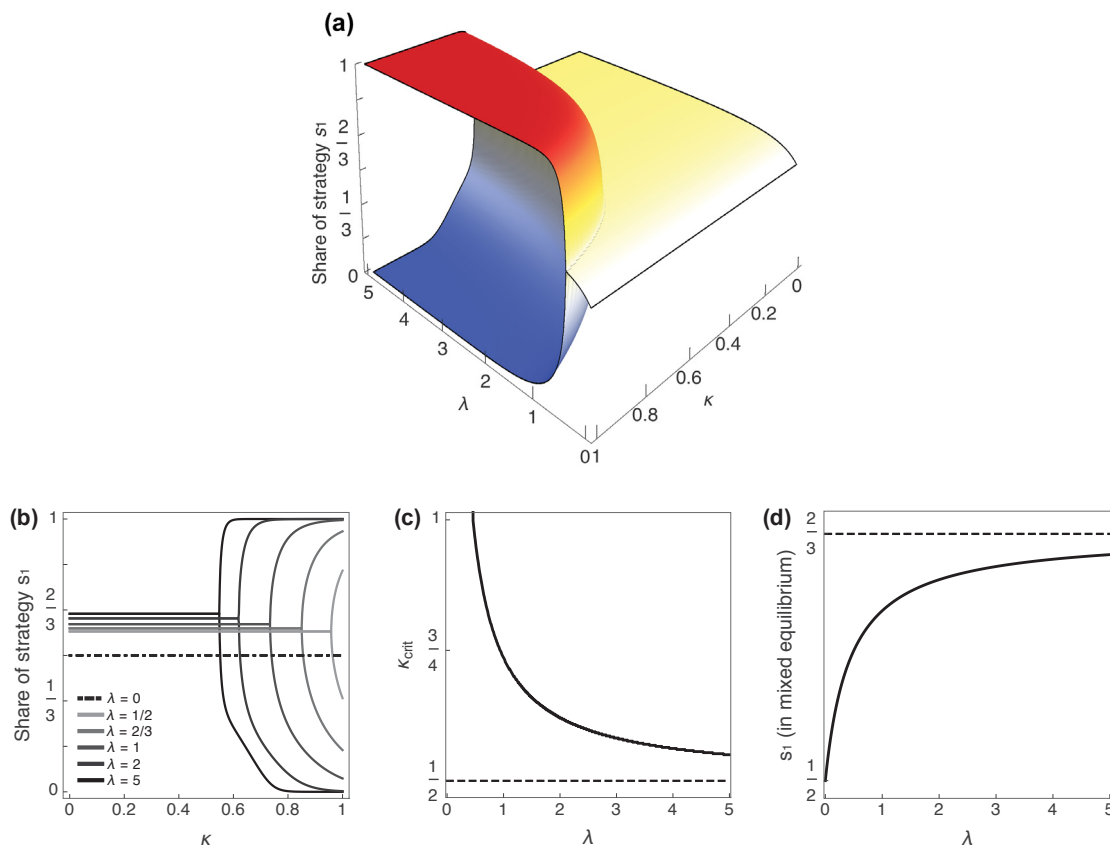 (a)
Share of strategy s1
1
2
3
1
3
0
5
4
3
2
1
01
λ
0
0.2
0.4
0.6
0.8
κ
(b)
Share of strategy s1
1
2
3
1
3
0
λ = 0
λ = 1/2
λ = 2/3
λ = 1
λ = 2
λ = 5
0 0.2 0.4 0.6 0.8 1
κ
(c)
κcrit
1
3
4
1
2
0 1 2 3 4 5
λ
(d)
s1 (in mixed equilibrium)
2
3
1
2
0 1 2 3 4 5
λ